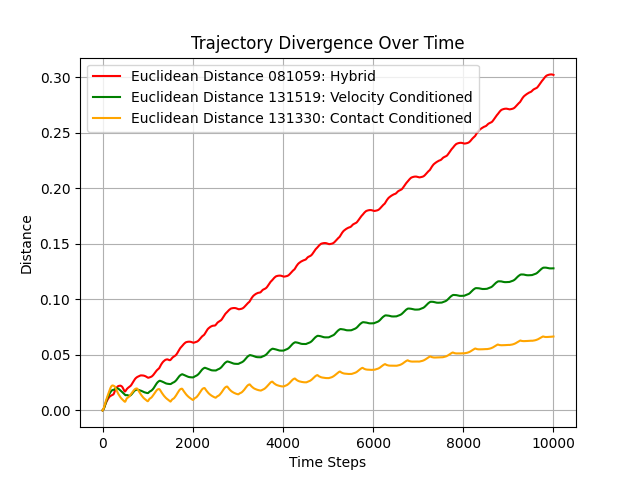 Trajectory Divergence Over Time
Euclidean Distance 081059: Hybrid
Euclidean Distance 131519: Velocity Conditioned
Euclidean Distance 131330: Contact Conditioned
Distance
0.30
0.25
0.20
0.15
0.10
0.05
0.00
0 2000 4000 6000 8000 10000
Time Steps